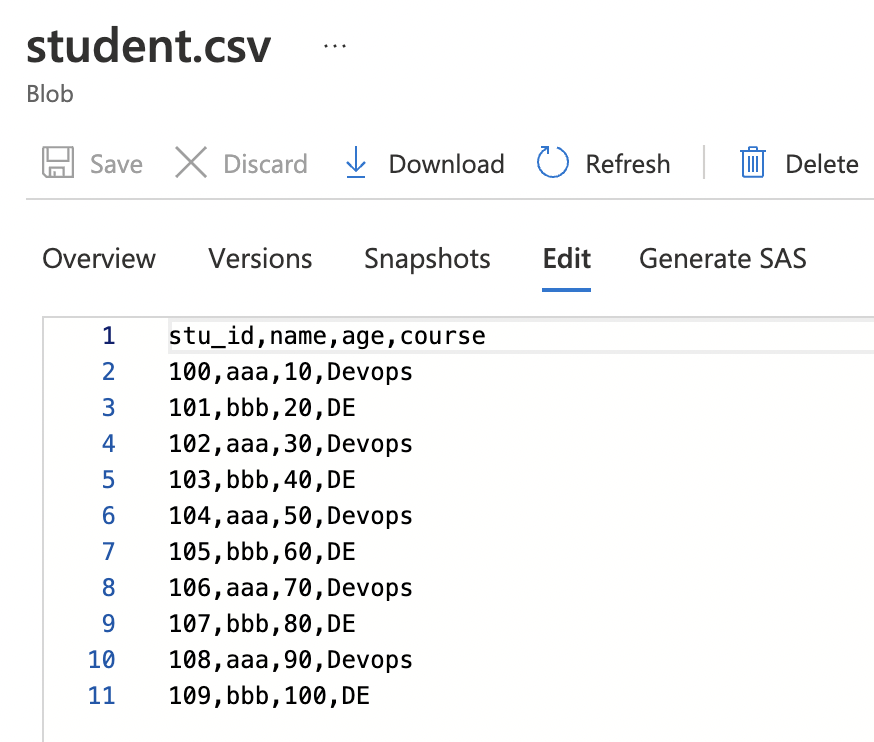 student.csv ...
Blob
Save Discard Download Refresh Delete
Overview Versions Snapshots Edit Generate SAS
1 stu_id,name,age,course
2 100,aaa,10,Devops
3 101,bbb,20,DE
4 102,aaa,30,Devops
5 103,bbb,40,DE
6 104,aaa,50,Devops
7 105,bbb,60,DE
8 106,aaa,70,Devops
9 107,bbb,80,DE
10 108,aaa,90,Devops
11 109,bbb,100,DE